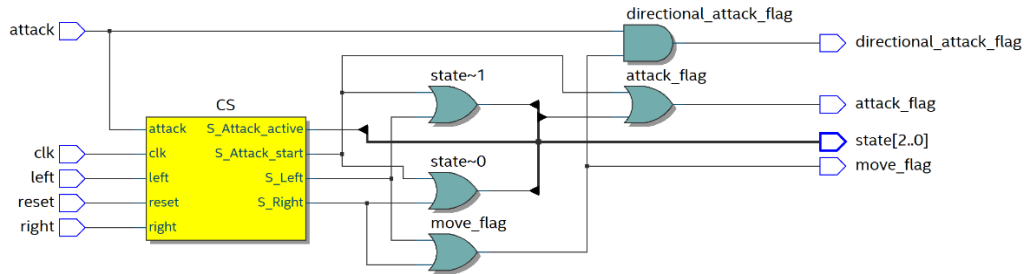 directional_attack_flag
attack
directional_attack_flag
state~1
attack_flag
CS
attack_flag
attack S_Attack_active
state[2..0]
clk
clk S_Attack_start
state~0
move_flag
left
left S_Left
reset
reset S_Right
move_flag
right
right